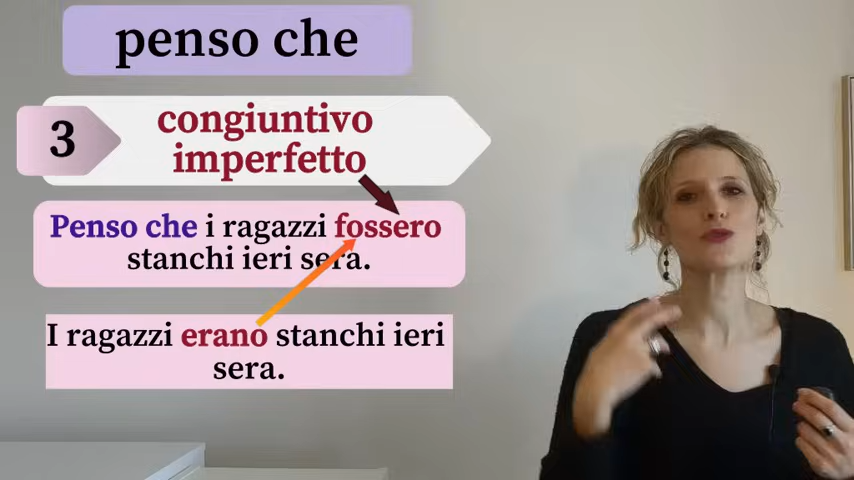 penso che
3
congiuntivo
imperfetto
Penso che i ragazzi fossero
stanchi ieri sera.
I ragazzi erano stanchi ieri
sera.